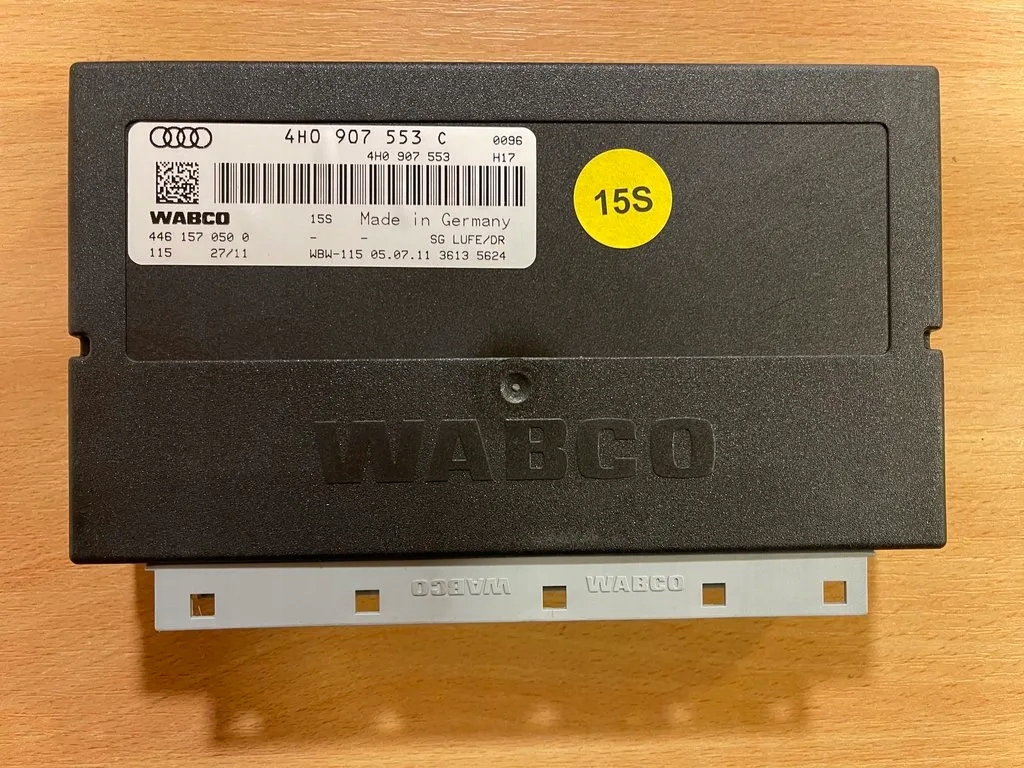 4H0 907 553 C 0096
4H0 907 553 H17
WABCO 15S Made in Germany
446 157 050 0 - - SG LUFE/DR
115 27/11 WBW-115 05.07.11 3613 5624
15S
WABCO
WABCO WABCO